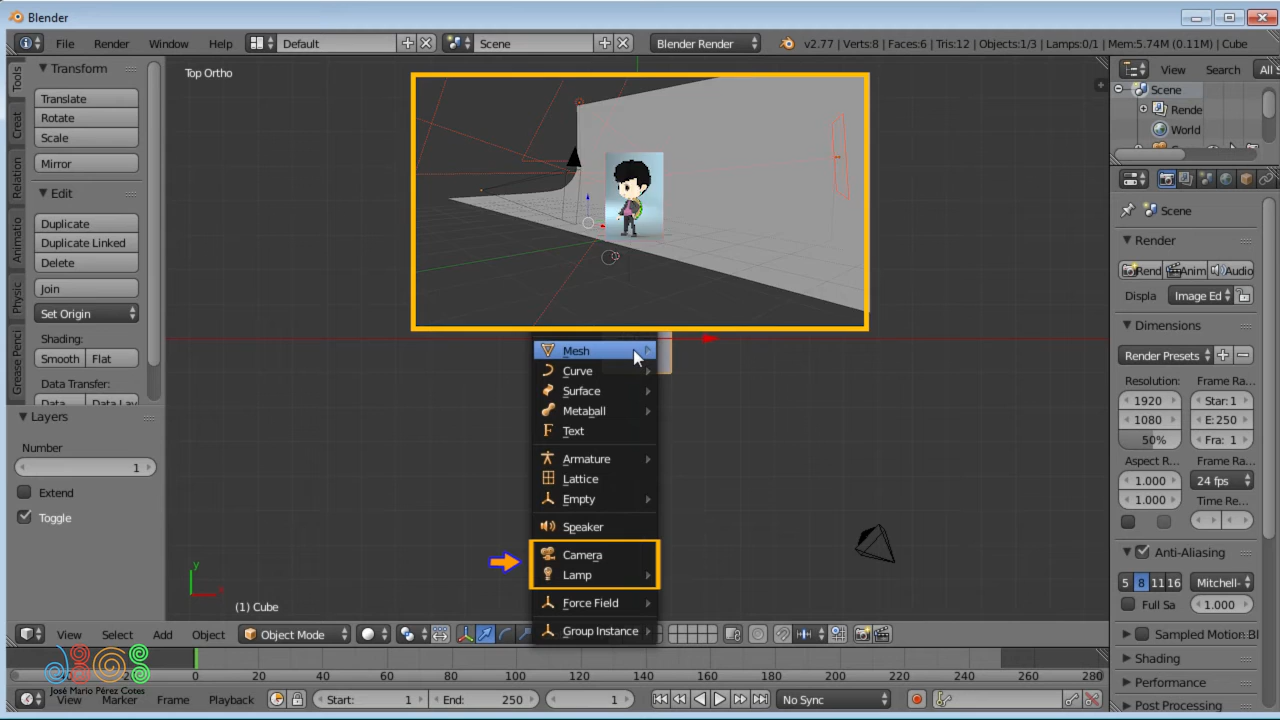 Blender
File Render Window Help Default Scene Blender Render v2.77 | Verts:8 | Faces:6 | Tris:12 | Objects:1/3 | Lamps:0/1 | Mem:5.74M (0.11M) | Cube
Tools
Creat
Relation
Animatio
Physic
Grease Penci
Transform
Translate
Rotate
Scale
Mirror
Edit
Duplicate
Duplicate Linked
Delete
Join
Set Origin
Shading:
Smooth Flat
Data Transfer:
Data Data Lay
Layers
Number
1
Extend
Toggle
Top Ortho
Mesh
Curve
Surface
Metaball
F Text
Armature
Lattice
Empty
Speaker
Camera
Lamp
Force Field
Group Instance
y
x
(1) Cube
View Search All S
Scene
Rende
World
Scene
Render
Rend Anim Audio
Displa Image Ed
Dimensions
Render Presets
Resolution: Frame Ra...
1920 Star: 1
1080 E: 250
50% Fra: 1
Aspect R... Frame Ra...
1.000 24 fps
1.000 Time Re...
Anti-Aliasing
5 8 11 16 Mitchell-
Full Sa 1.000
Sampled Motion Bl
Shading
Performance
Post Processing
View Select Add Object Object Mode
0 20 40 60 80 100 120 140 160 180 200 220 240 260 280
José Mario Pérez Cotes
View Marker Frame Playback Start: 1 End: 250 1 No Sync